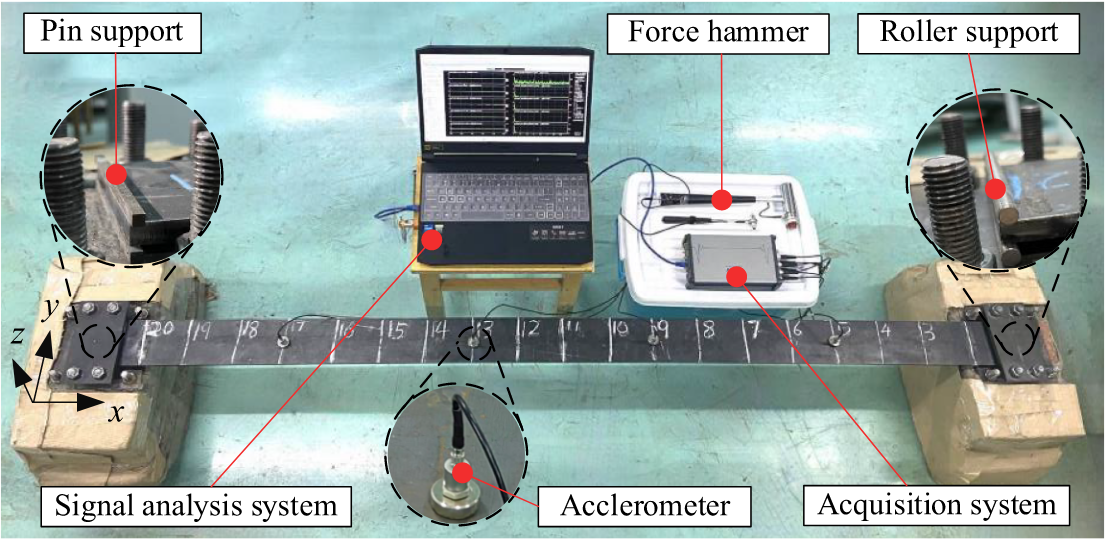 Pin support
Force hammer
Roller support
20 19 18 17 16 15 14 13 12 11 10 9 8 7 6 5 4 3
y
z
x
Signal analysis system
Acclerometer
Acquisition system